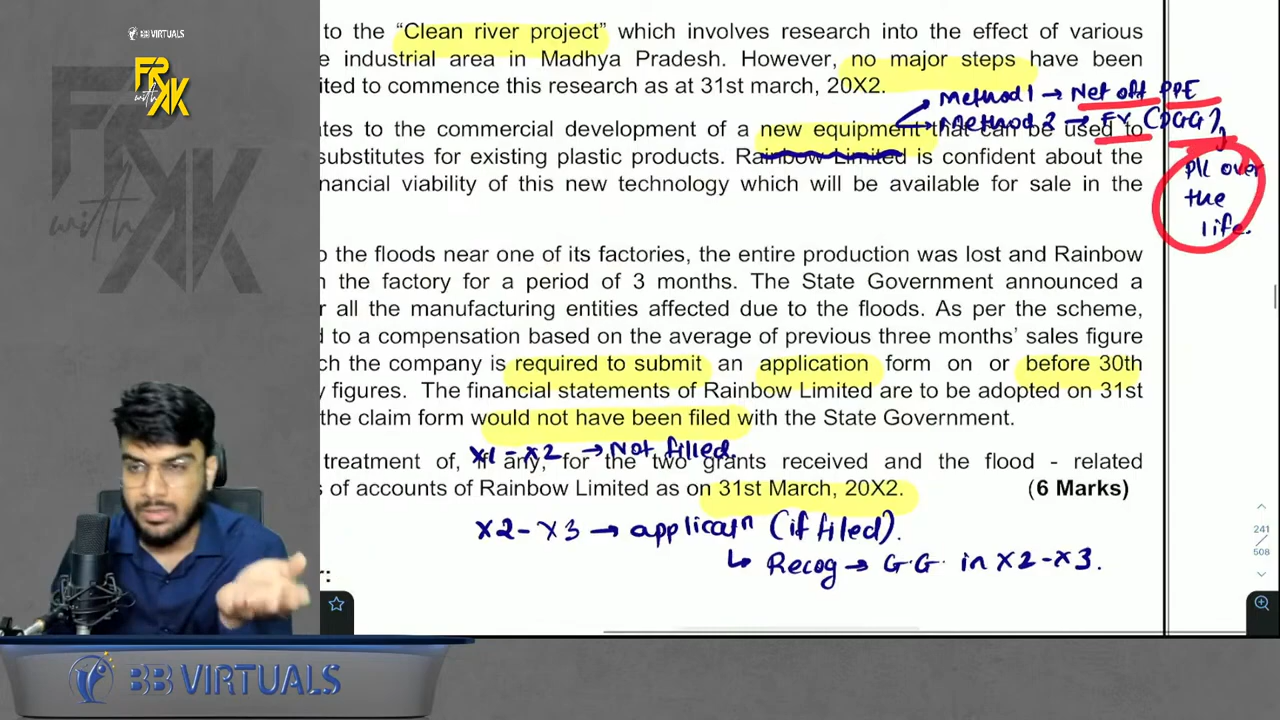 BB VIRTUALS
FR
with
AK
to the “Clean river project” which involves research into the effect of various
e industrial area in Madhya Pradesh. However, no major steps have been
ited to commence this research as at 31st march, 20X2.
Method 1 → Net off PPE
Method 2 → FV (DGG),
P|L over
the
life.
ates to the commercial development of a new equipment that can be used to
substitutes for existing plastic products. Rainbow Limited is confident about the
nancial viability of this new technology which will be available for sale in the
o the floods near one of its factories, the entire production was lost and Rainbow
n the factory for a period of 3 months. The State Government announced a
r all the manufacturing entities affected due to the floods. As per the scheme,
d to a compensation based on the average of previous three months’ sales figure
ch the company is required to submit an application form on or before 30th
y figures. The financial statements of Rainbow Limited are to be adopted on 31st
the claim form would not have been filed with the State Government.
X1 - X2 → Not filled.
treatment of, if any, for the two grants received and the flood - related
s of accounts of Rainbow Limited as on 31st March, 20X2. (6 Marks)
X2 - X3 → applicatn (if filed).
↳ Recog → G.G. in X2-X3.
r:
241
508
BB VIRTUALS